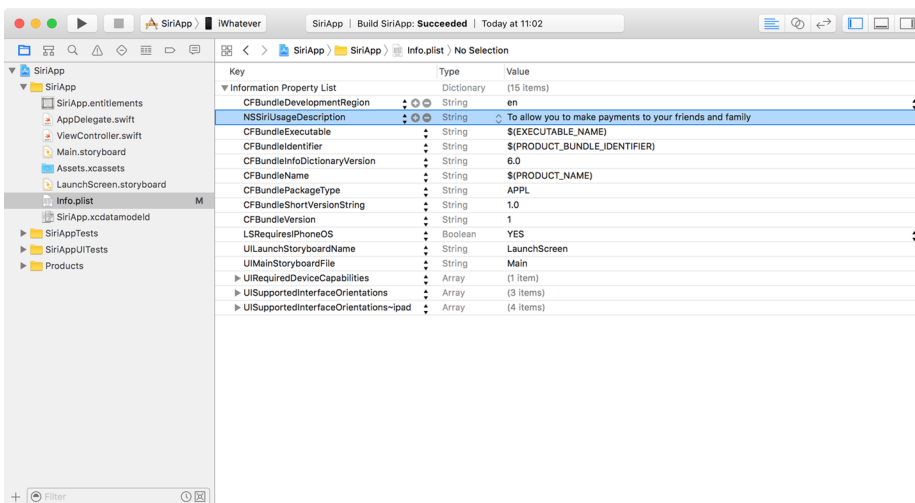 SiriApp iWhatever SiriApp | Build SiriApp: Succeeded | Today at 11:02
SiriApp SiriApp Info.plist No Selection
SiriApp
SiriApp
SiriApp.entitlements
AppDelegate.swift
ViewController.swift
Main.storyboard
Assets.xcassets
LaunchScreen.storyboard
Info.plist M
SiriApp.xcdatamodeld
SiriAppTests
SiriAppUITests
Products
Filter
Key Type Value
Information Property List Dictionary (15 items)
CFBundleDevelopmentRegion String en
NSSiriUsageDescription String To allow you to make payments to your friends and family
CFBundleExecutable String $(EXECUTABLE_NAME)
CFBundleIdentifier String $(PRODUCT_BUNDLE_IDENTIFIER)
CFBundleInfoDictionaryVersion String 6.0
CFBundleName String $(PRODUCT_NAME)
CFBundlePackageType String APPL
CFBundleShortVersionString String 1.0
CFBundleVersion String 1
LSRequiresIPhoneOS Boolean YES
UILaunchStoryboardName String LaunchScreen
UIMainStoryboardFile String Main
UIRequiredDeviceCapabilities Array (1 item)
UISupportedInterfaceOrientations Array (3 items)
UISupportedInterfaceOrientations~ipad Array (4 items)